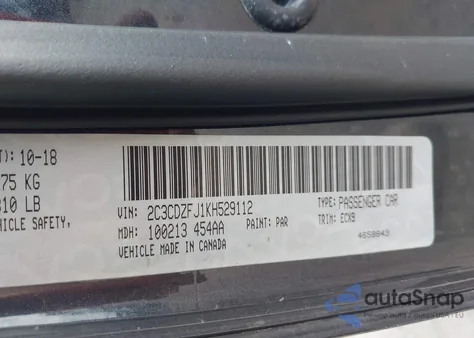 T): 10-18
75 KG
310 LB
HICLE SAFETY,
VIN: 2C3CDZFJ1KH529112
TYPE: PASSENGER CAR
MDH: 100213 454AA
PAINT: PAR
TRIM: ECX9
VEHICLE MADE IN CANADA
4658843
autoSnap